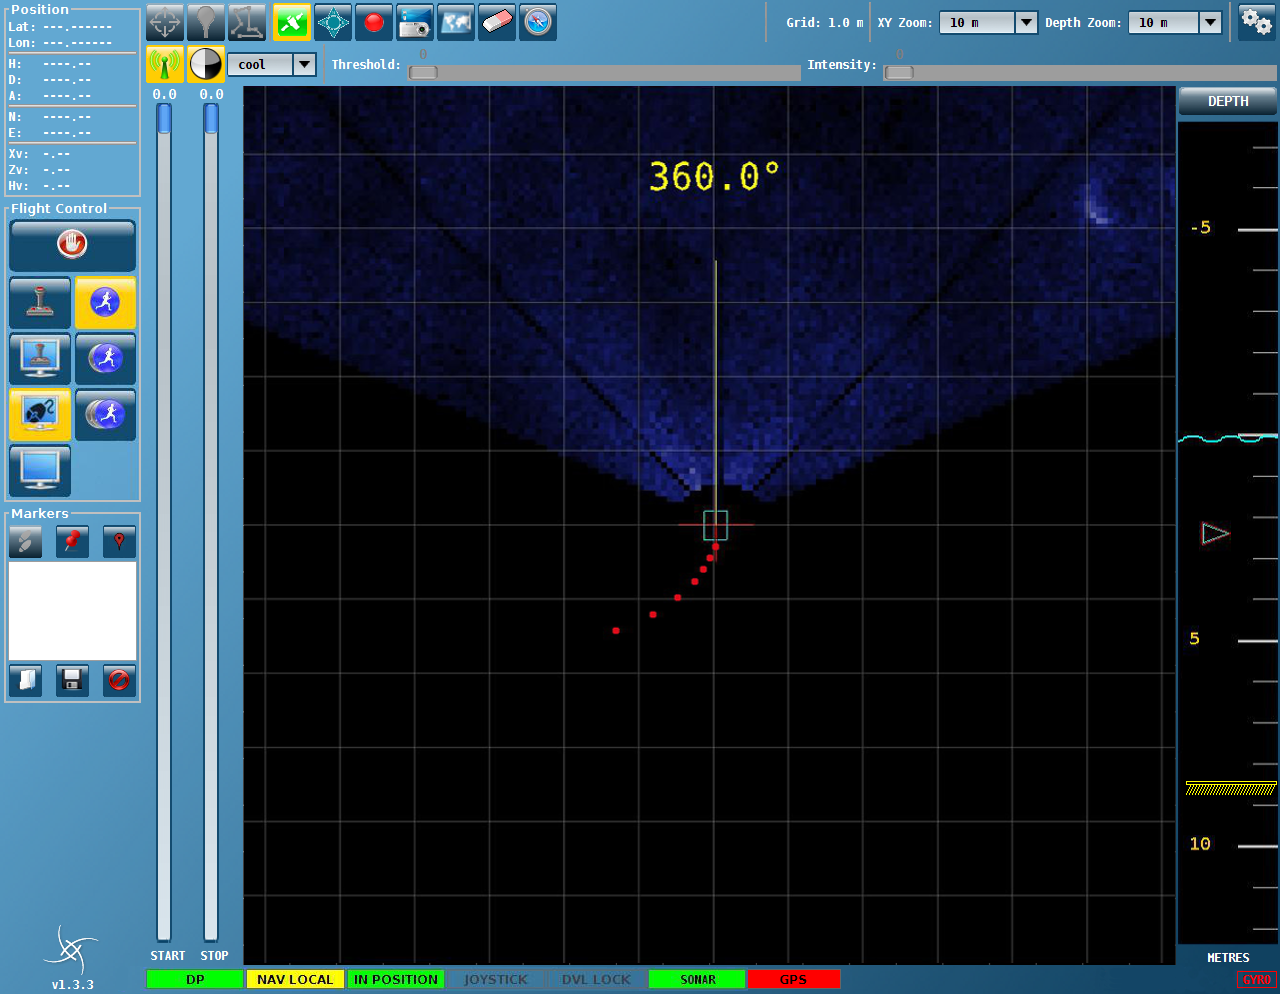 Position
Lat: ---.------
Lon: ---.------
H: ----.--
D: ----.--
A: ----.--
N: ----.--
E: ----.--
Xv: -.--
Zv: -.--
Hv: -.--
Grid: 1.0 m
XY Zoom: 10 m
Depth Zoom: 10 m
cool
Threshold: 0
Intensity: 0
0.0 0.0
DEPTH
360.0°
-5
Flight Control
5
Markers
10
START STOP
METRES
v1.3.3
DP NAV LOCAL IN POSITION JOYSTICK DVL LOCK SONAR GPS GYRO